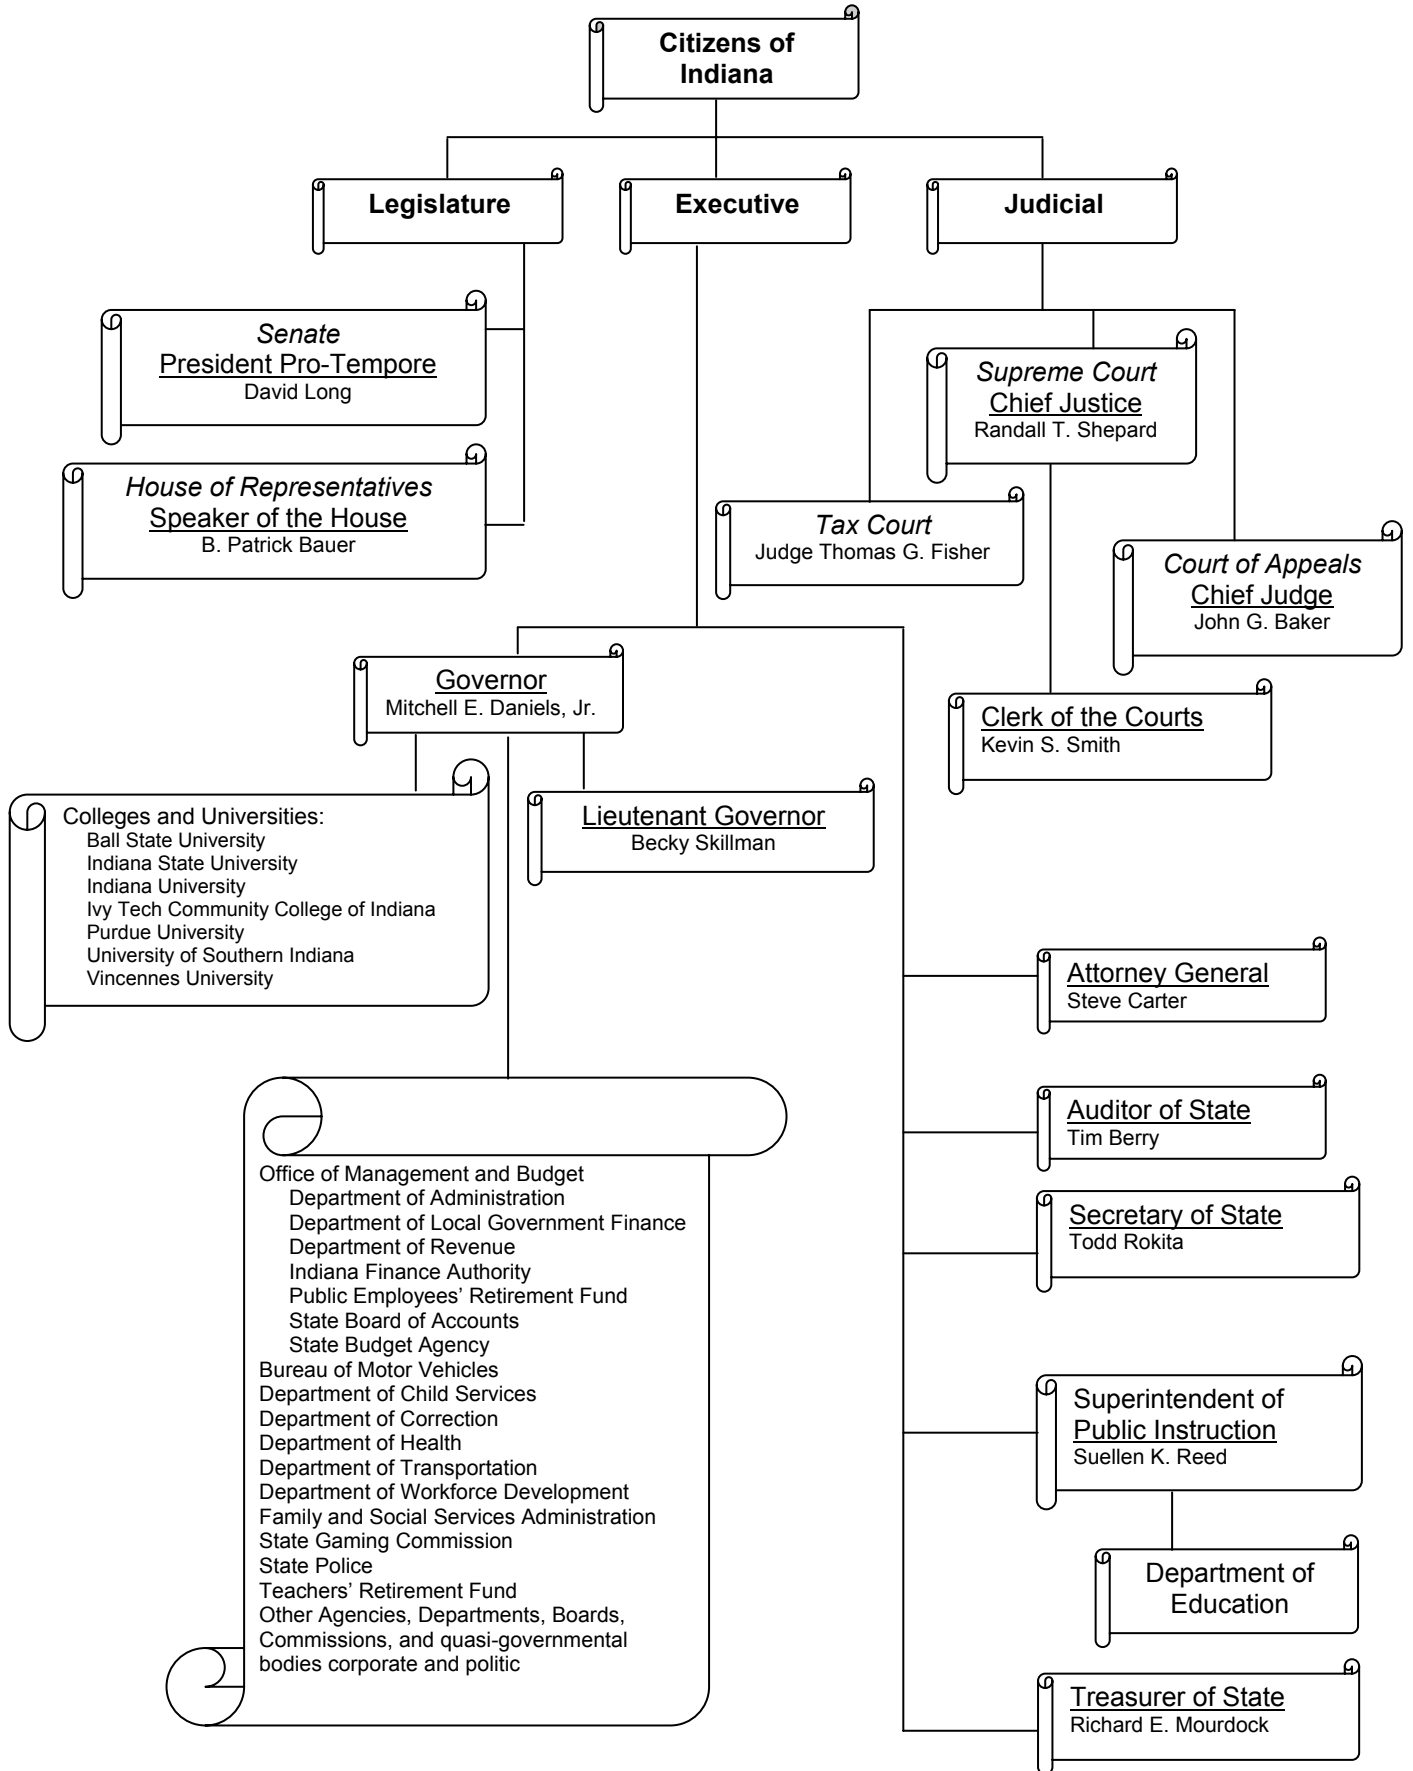 Citizens of
Indiana
Legislature
Executive
Judicial
Senate
President Pro-Tempore
David Long
Supreme Court
Chief Justice
Randall T. Shepard
House of Representatives
Speaker of the House
B. Patrick Bauer
Tax Court
Judge Thomas G. Fisher
Court of Appeals
Chief Judge
John G. Baker
Governor
Mitchell E. Daniels, Jr.
Clerk of the Courts
Kevin S. Smith
Colleges and Universities:
Ball State University
Indiana State University
Indiana University
Ivy Tech Community College of Indiana
Purdue University
University of Southern Indiana
Vincennes University
Lieutenant Governor
Becky Skillman
Attorney General
Steve Carter
Auditor of State
Tim Berry
Secretary of State
Todd Rokita
Office of Management and Budget
Department of Administration
Department of Local Government Finance
Department of Revenue
Indiana Finance Authority
Public Employees’ Retirement Fund
State Board of Accounts
State Budget Agency
Bureau of Motor Vehicles
Department of Child Services
Department of Correction
Department of Health
Department of Transportation
Department of Workforce Development
Family and Social Services Administration
State Gaming Commission
State Police
Teachers’ Retirement Fund
Other Agencies, Departments, Boards,
Commissions, and quasi-governmental
bodies corporate and politic
Superintendent of
Public Instruction
Suellen K. Reed
Department of
Education
Treasurer of State
Richard E. Mourdock